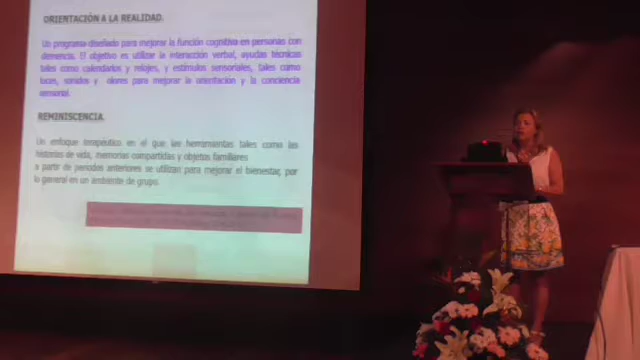 ORIENTACIÓN A LA REALIDAD.
Un programa diseñado para mejorar la función cognitiva en personas con
demencia. El objetivo es utilizar la interacción verbal, ayudas técnicas
tales como calendarios y relojes, y estímulos sensoriales, tales como
luces, sonidos y olores para mejorar la orientación y la conciencia
sensorial.
REMINISCENCIA.
Un enfoque terapéutico en el que las herramientas tales como las
historias de vida, memorias compartidas y objetos familiares
a partir de periodos anteriores se utilizan para mejorar el bienestar, por
lo general en un ambiente de grupo.